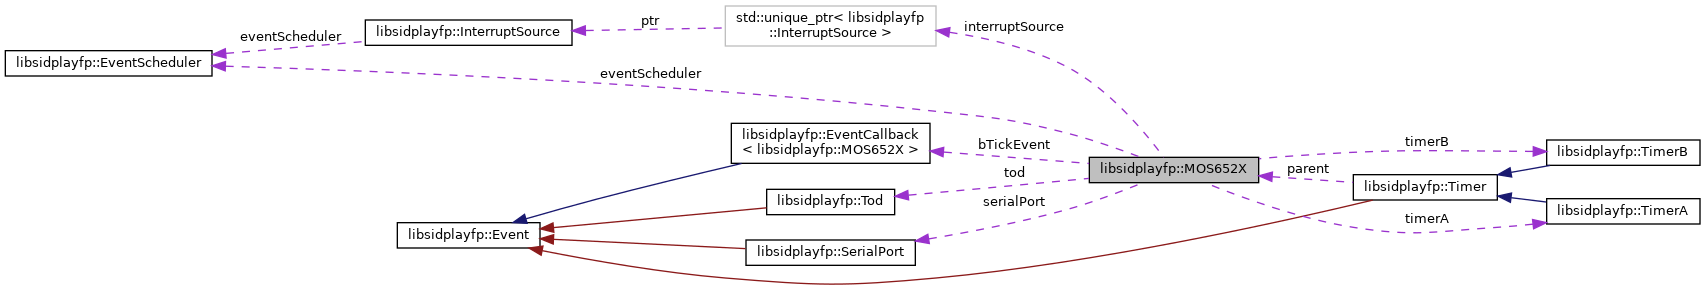 ptr
std::unique_ptr< libsidplayfp
::InterruptSource >
interruptSource
libsidplayfp::InterruptSource
eventScheduler
libsidplayfp::EventScheduler
eventScheduler
libsidplayfp::EventCallback
< libsidplayfp::MOS652X >
bTickEvent
timerB
libsidplayfp::TimerB
libsidplayfp::MOS652X
parent
tod
libsidplayfp::Timer
libsidplayfp::Tod
serialPort
libsidplayfp::TimerA
timerA
libsidplayfp::Event
libsidplayfp::SerialPort